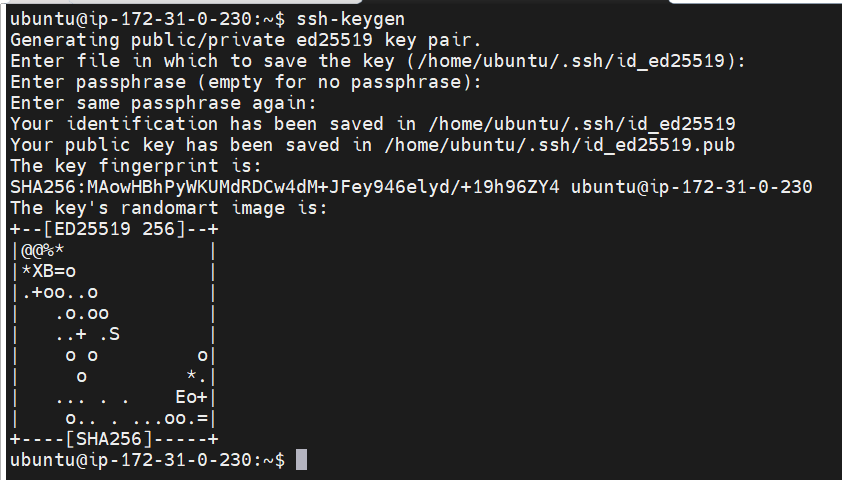 ubuntu@ip-172-31-0-230:~$ ssh-keygen
Generating public/private ed25519 key pair.
Enter file in which to save the key (/home/ubuntu/.ssh/id_ed25519):
Enter passphrase (empty for no passphrase):
Enter same passphrase again:
Your identification has been saved in /home/ubuntu/.ssh/id_ed25519
Your public key has been saved in /home/ubuntu/.ssh/id_ed25519.pub
The key fingerprint is:
SHA256:MAowHBhPyWKUMdRDCw4dM+JFey946elyd/+19h96ZY4 ubuntu@ip-172-31-0-230
The key's randomart image is:
+--[ED25519 256]--+
|@@%*             |
|*XB=o            |
|.+oo..o          |
|   .o.oo         |
|   ..+ .S        |
|    o o         o|
|     o         *.|
|   ... . .    Eo+|
|    o.. . ...oo.=|
+----[SHA256]-----+
ubuntu@ip-172-31-0-230:~$